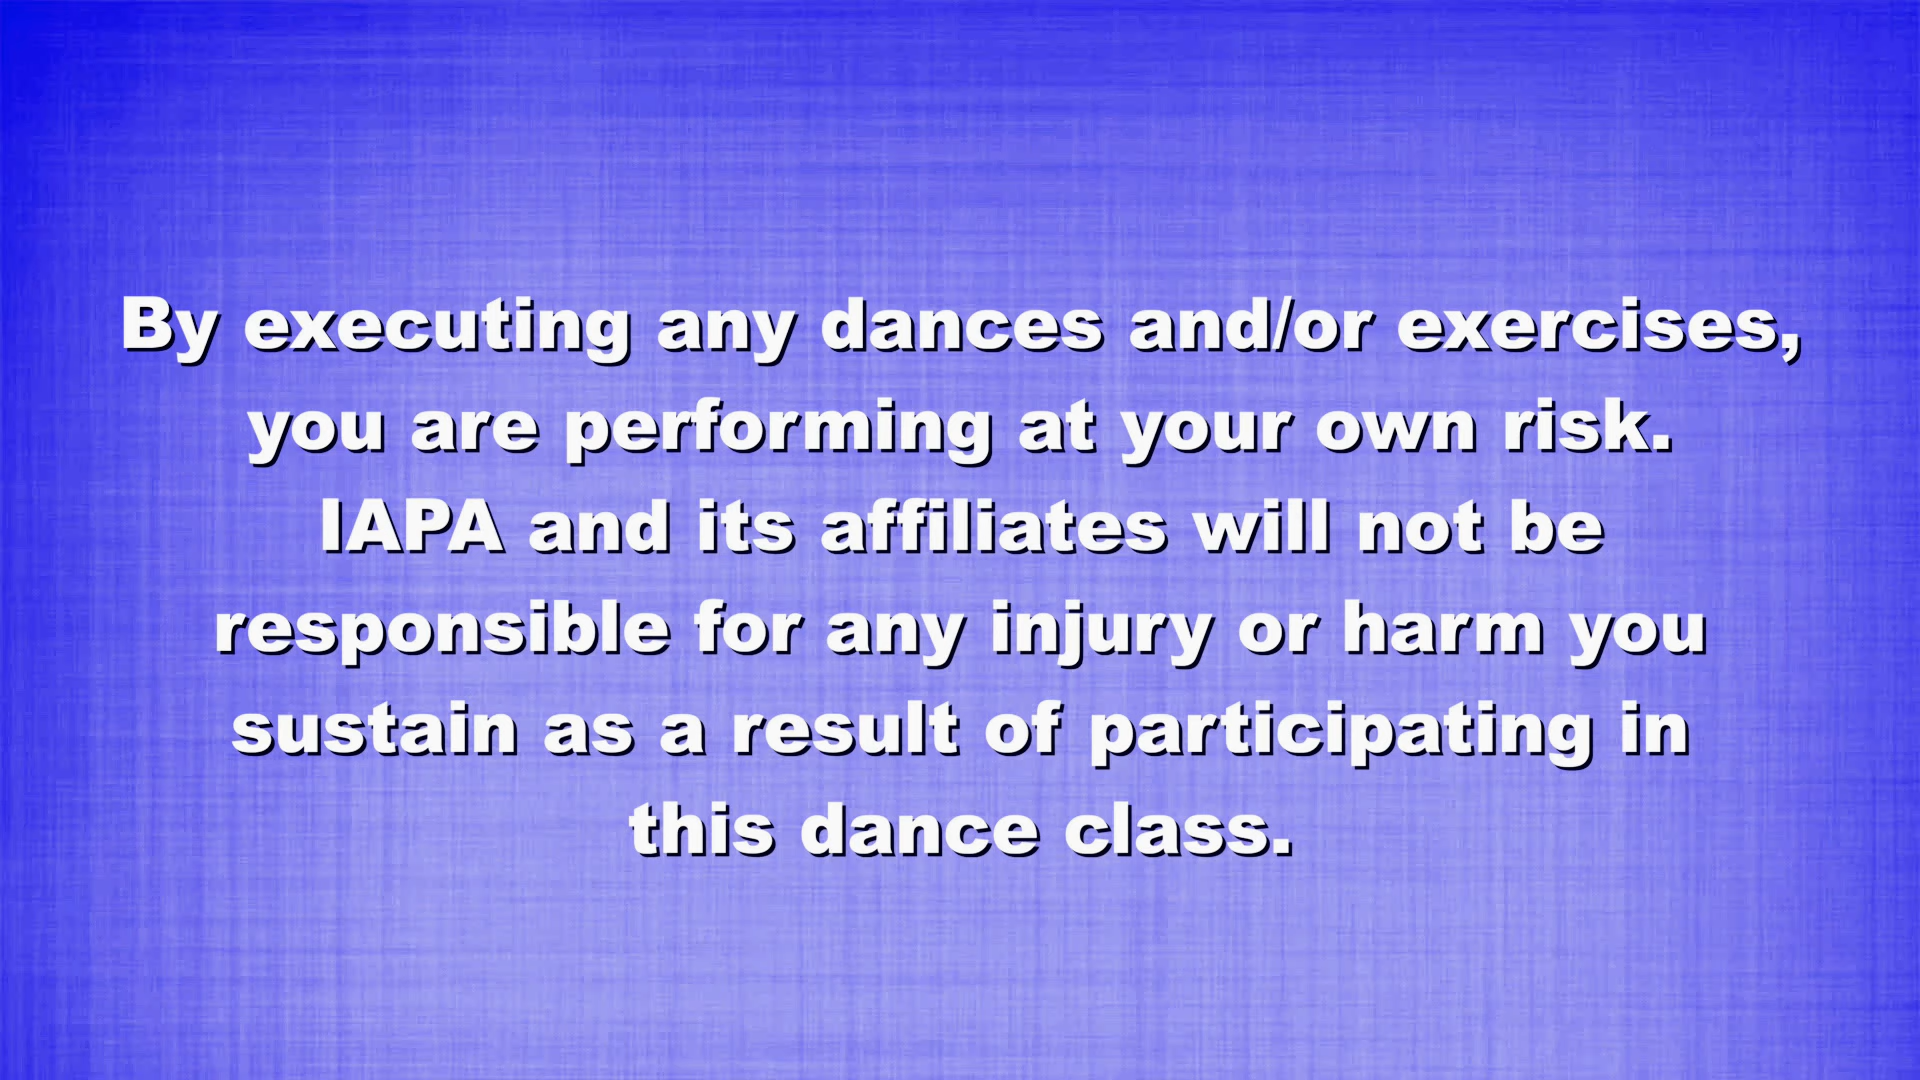 By executing any dances and/or exercises,
you are performing at your own risk.
IAPA and its affiliates will not be
responsible for any injury or harm you
sustain as a result of participating in
this dance class.